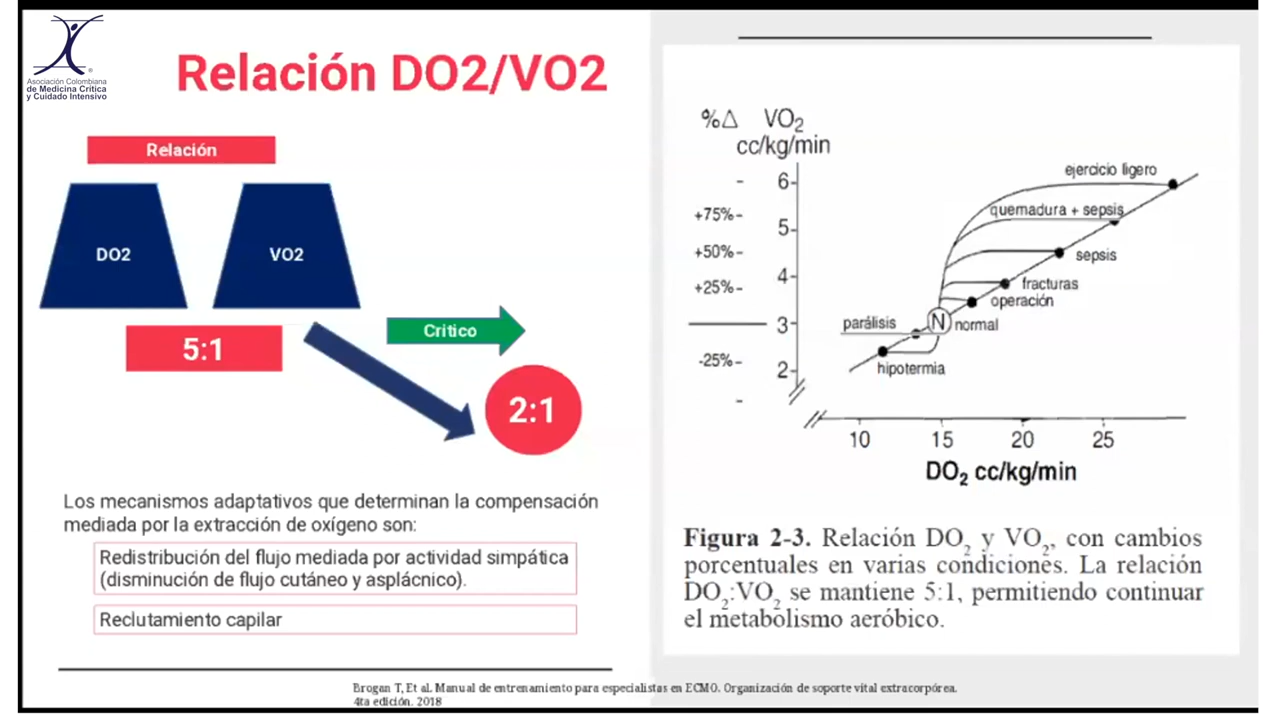 Asociación Colombiana
de Medicina Crítica
y Cuidado Intensivo
Relación DO2/VO2
Relación
DO2
VO2
5:1
Critico
2:1
Los mecanismos adaptativos que determinan la compensación
mediada por la extracción de oxígeno son:
Redistribución del flujo mediada por actividad simpática
(disminución de flujo cutáneo y asplácnico).
Reclutamiento capilar
%Δ VO₂
cc/kg/min
- 6-
+75%-
5-
+50%-
4-
+25%-
3-
-25%-
2-
-
ejercicio ligero
quemadura + sepsis
sepsis
fracturas
operación
parálisis
N normal
hipotermia
10 15 20 25
DO₂ cc/kg/min
Figura 2-3. Relación DO₂ y VO₂, con cambios
porcentuales en varias condiciones. La relación
DO₂:VO₂ se mantiene 5:1, permitiendo continuar
el metabolismo aeróbico.
Brogan T, Et al. Manual de entrenamiento para especialistas en ECMO. Organización de soporte vital extracorpórea.
4ta edición. 2018